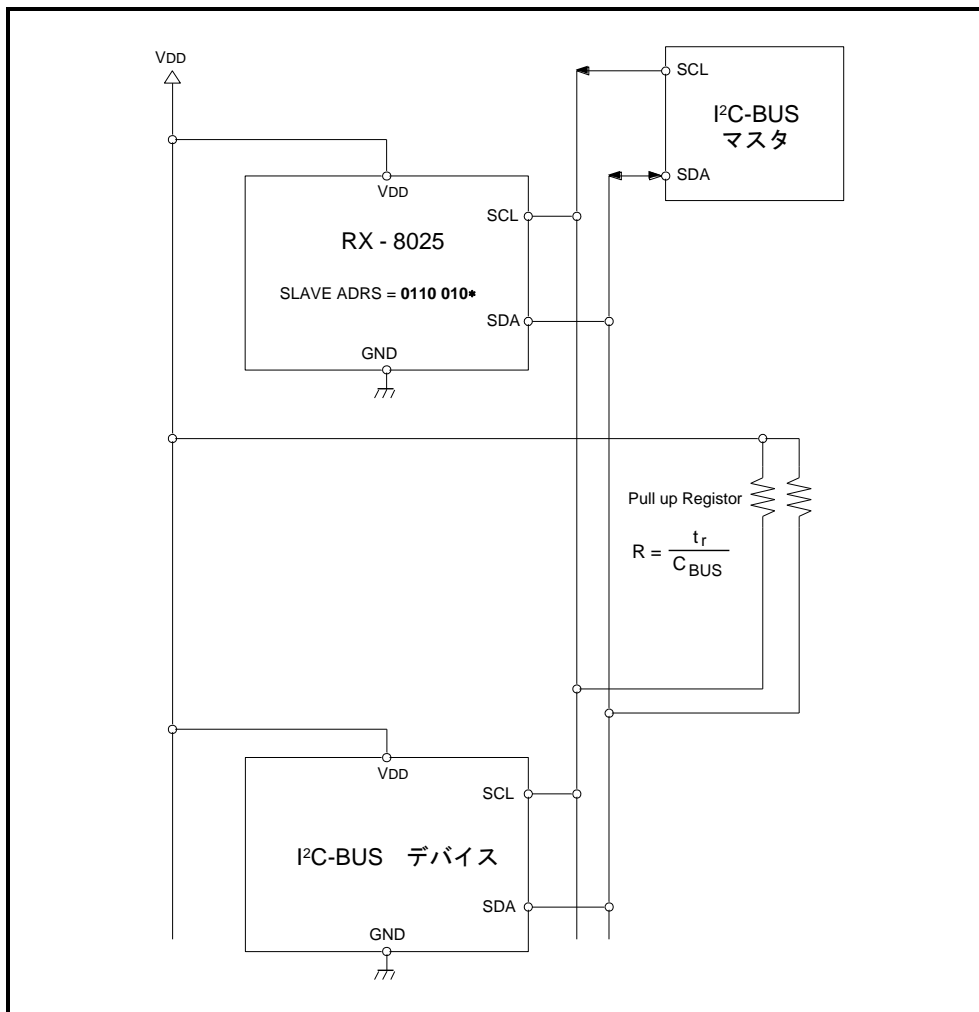 VDD
SCL
I²C-BUS
マスタ
SDA
VDD
SCL
RX - 8025
SLAVE ADRS = 0110 010*
SDA
GND
Pull up Registor
R = tr / CBUS
VDD
SCL
I²C-BUS デバイス
SDA
GND